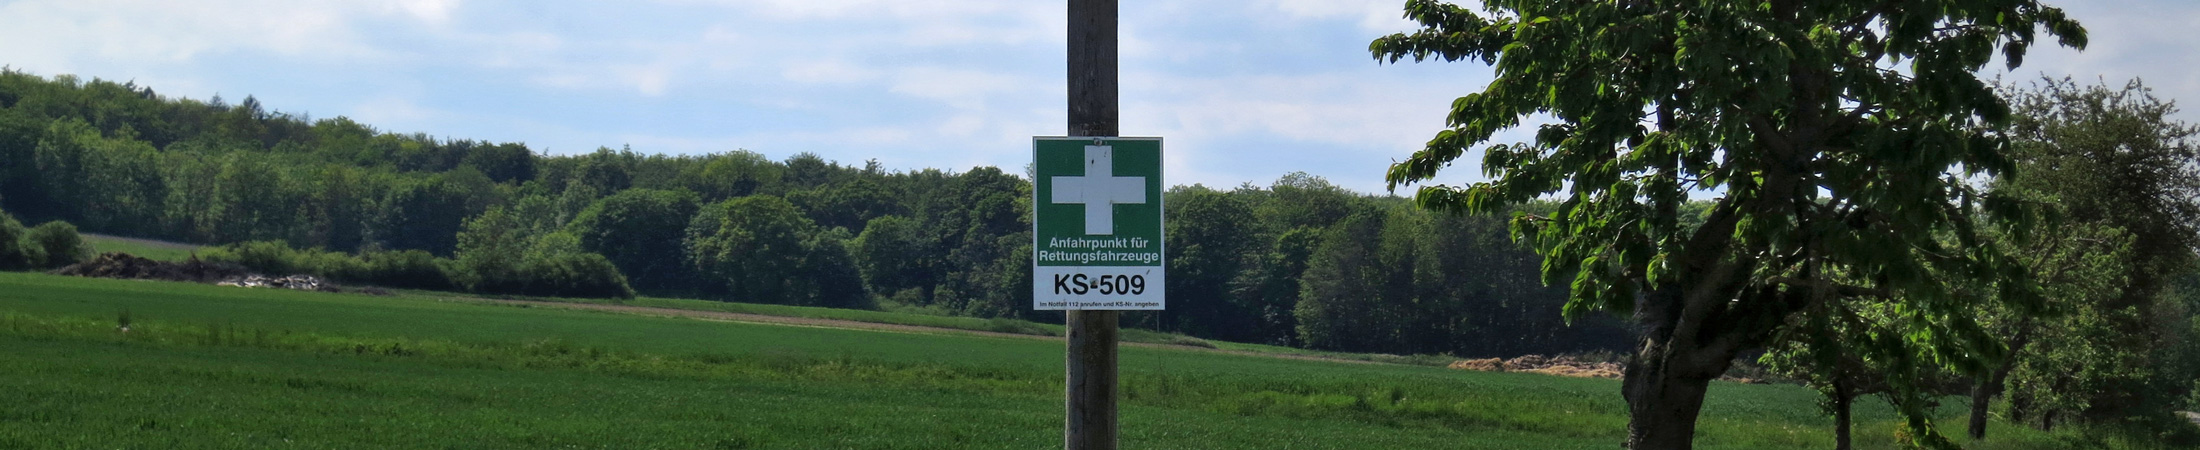 Anfahrpunkt für
Rettungsfahrzeuge
KS-509
Im Notfall 112 anrufen und KS-Nr. angeben